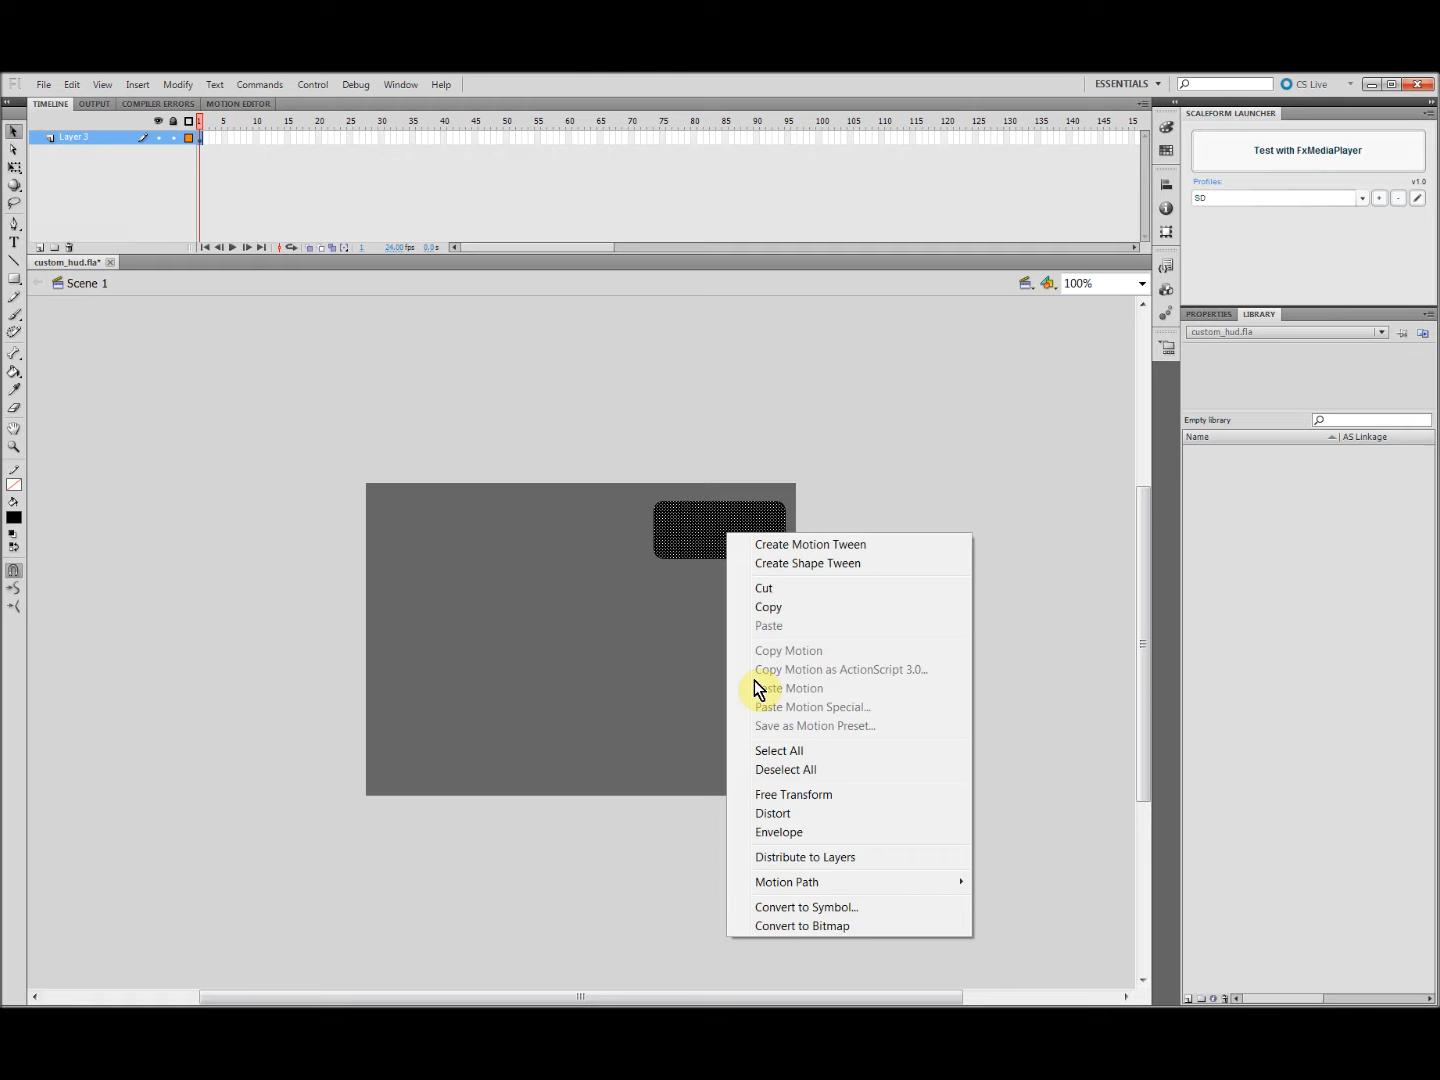 Fl File Edit View Insert Modify Text Commands Control Debug Window Help ESSENTIALS CS Live
TIMELINE OUTPUT COMPILER ERRORS MOTION EDITOR
SCALEFORM LAUNCHER
1 5 10 15 20 25 30 35 40 45 50 55 60 65 70 75 80 85 90 95 100 105 110 115 120 125 130 135 140 145 15
Layer 3
Test with FxMediaPlayer
Profiles: v1.0
SD
+ -
1 24.00 fps 0.0 s
custom_hud.fla*
Scene 1
100%
PROPERTIES LIBRARY
custom_hud.fla
Empty library
Name AS Linkage
T
Create Motion Tween
Create Shape Tween
Cut
Copy
Paste
Copy Motion
Copy Motion as ActionScript 3.0...
Paste Motion
Paste Motion Special...
Save as Motion Preset...
Select All
Deselect All
Free Transform
Distort
Envelope
Distribute to Layers
Motion Path
Convert to Symbol...
Convert to Bitmap